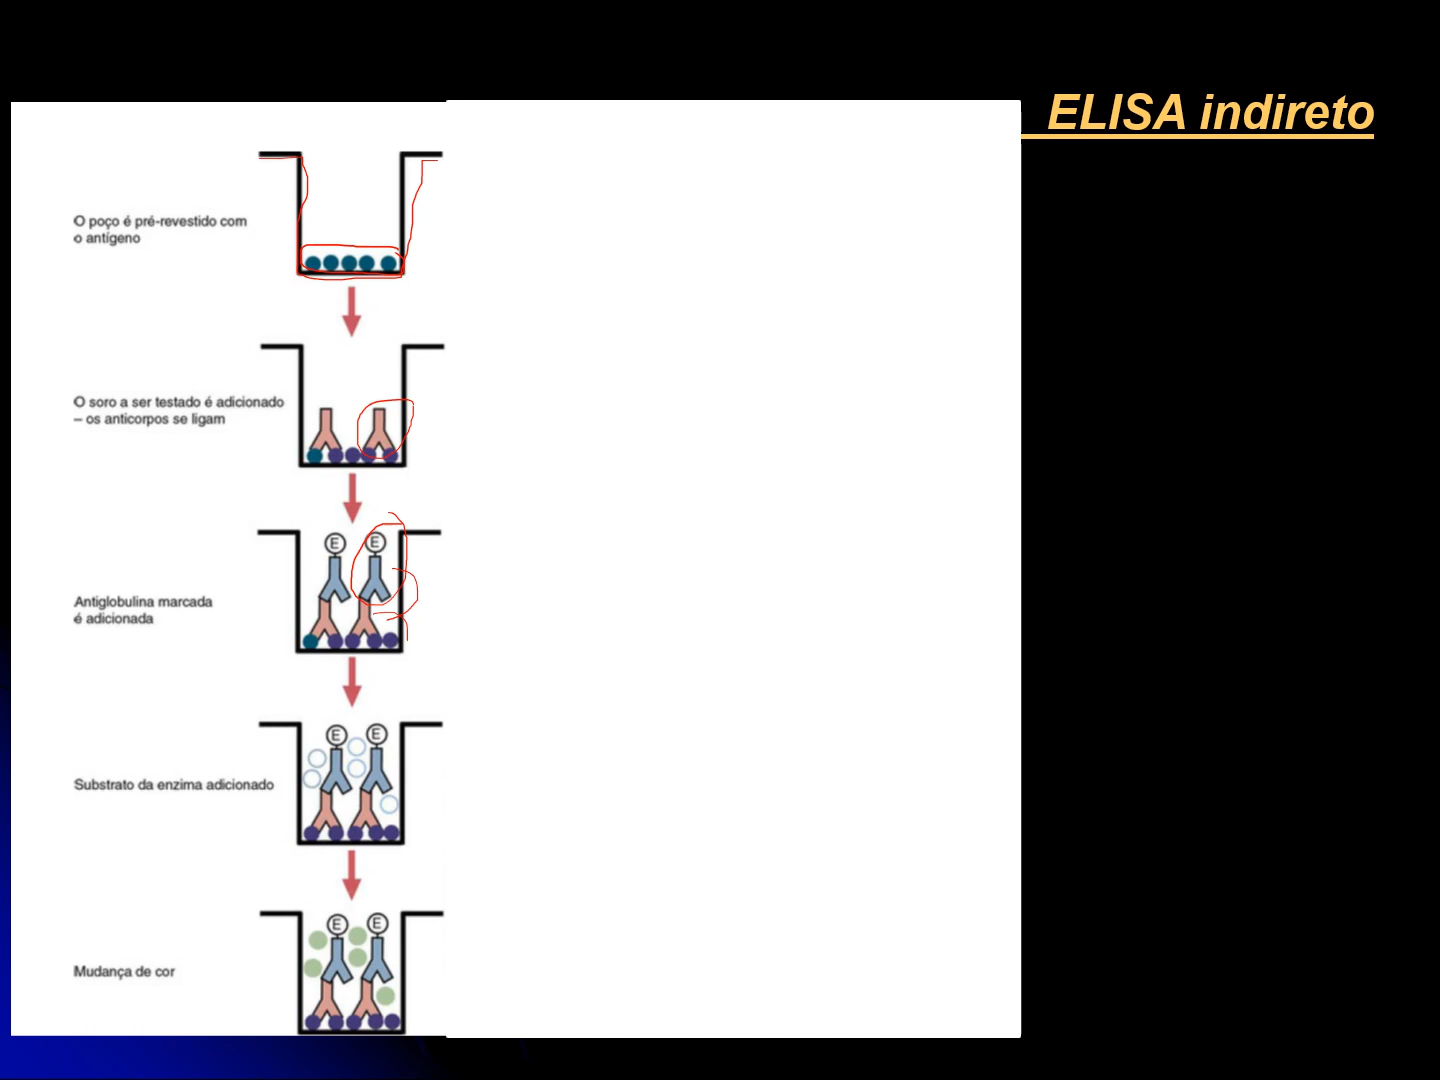 ELISA indireto
O poço é pré-revestido com
o antígeno
O soro a ser testado é adicionado
– os anticorpos se ligam
E E
Antiglobulina marcada
é adicionada
E E
Substrato da enzima adicionado
E E
Mudança de cor